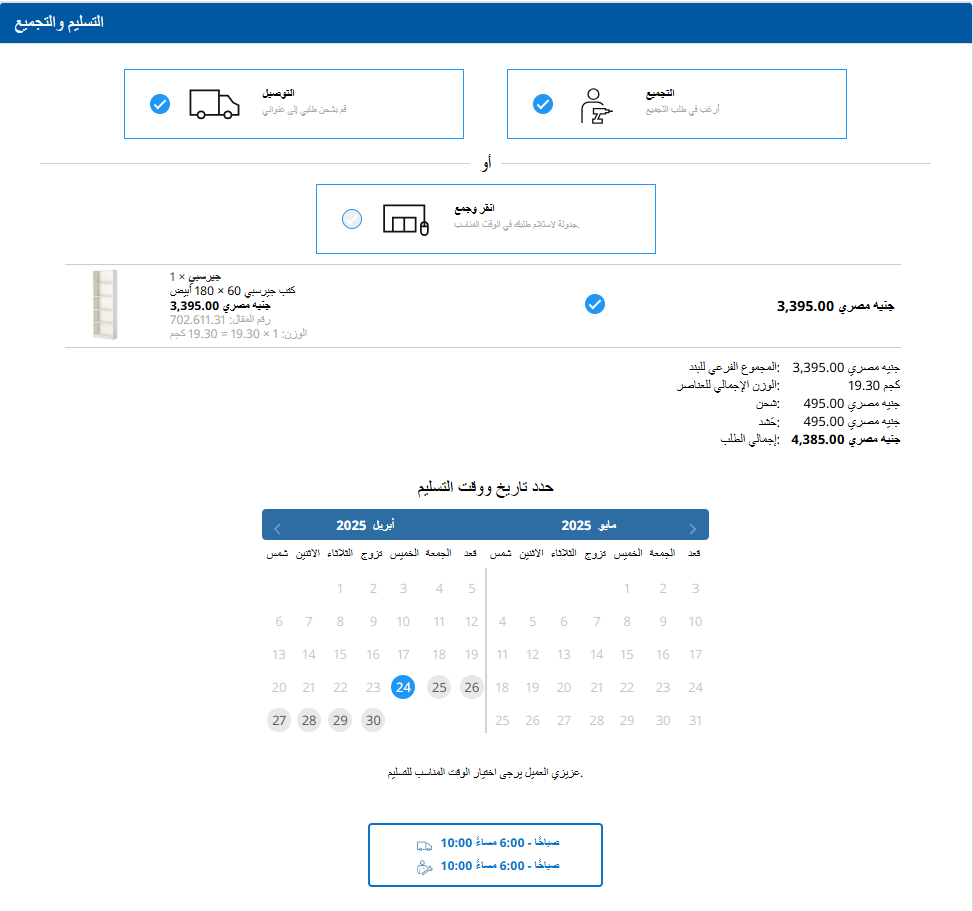 التسليم والتجميع
التوصيل
قم بشحن طلبي إلى عنواني
التجميع
أرغب في طلب التجميع
أو
انقر وجمع
جدولة لاستلام طلبك في الوقت المناسب.
جيرسبي × 1
كتب جيرسبي 60 × 180 أبيض
جنيه مصري 3,395.00
رقم المقال: 702.611.31
الوزن: 1 × 19.30 = 19.30 كجم
جنيه مصري 3,395.00
المجموع الفرعي للبند: جنيه مصري 3,395.00
الوزن الإجمالي للعناصر: كجم 19.30
شحن: جنيه مصري 495.00
حَشد: جنيه مصري 495.00
إجمالي الطلب: جنيه مصري 4,385.00
حدد تاريخ ووقت التسليم
أبريل 2025 مايو 2025
شمس الاثنين الثلاثاء تزوج الخميس الجمعة قعد شمس الاثنين الثلاثاء تزوج الخميس الجمعة قعد
1 2 3 4 5 1 2 3
6 7 8 9 10 11 12 4 5 6 7 8 9 10
13 14 15 16 17 18 19 11 12 13 14 15 16 17
20 21 22 23 24 25 26 18 19 20 21 22 23 24
27 28 29 30 25 26 27 28 29 30 31
عزيزي العميل يرجى اختيار الوقت المناسب للتسليم.
10:00 صباحًا - 6:00 مساءً
10:00 صباحًا - 6:00 مساءً